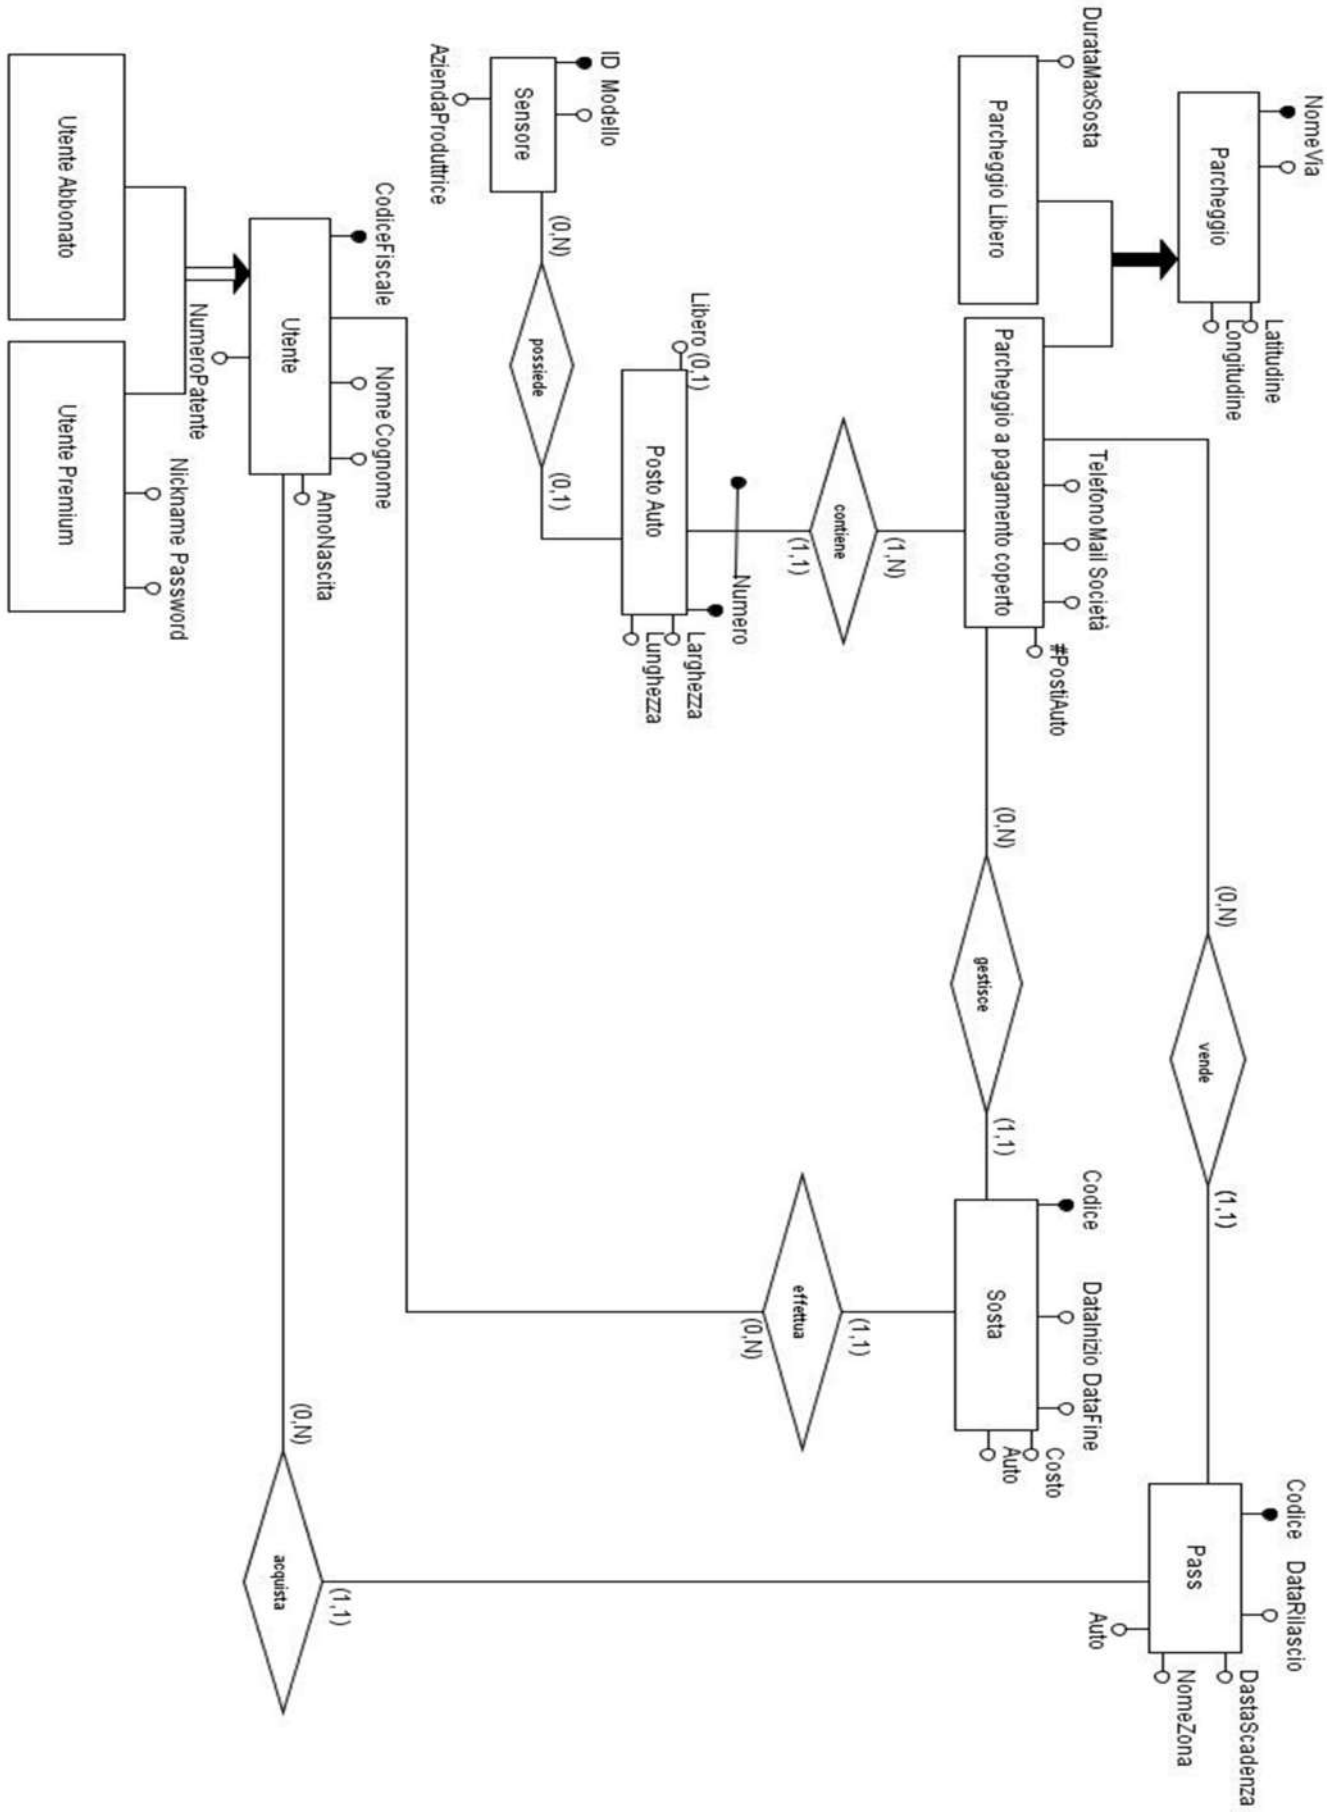 NomeVia
Parcheggio
Latitudine
Longitudine
DurataMaxSosta
Parcheggio Libero
Parcheggio a pagamento coperto
Telefono Mail Società
#PostiAuto
(0,N)
vende
(1,1)
Codice DataRilascio
Pass
DastaScadenza
NomeZona
Auto
(0,N)
gestisce
(1,1)
Codice
DataInizio DataFine
Sosta
Costo
Auto
(1,N)
contiene
(1,1)
Numero
Libero (0,1)
Posto Auto
Larghezza
Lunghezza
(1,1)
effettua
(0,N)
ID Modello
Sensore
AziendaProduttrice
(0,N)
possiede
(0,1)
CodiceFiscale
Nome Cognome
Utente
AnnoNascita
NumeroPatente
(0,N)
acquista
(1,1)
Utente Abbonato
Nickname Password
Utente Premium